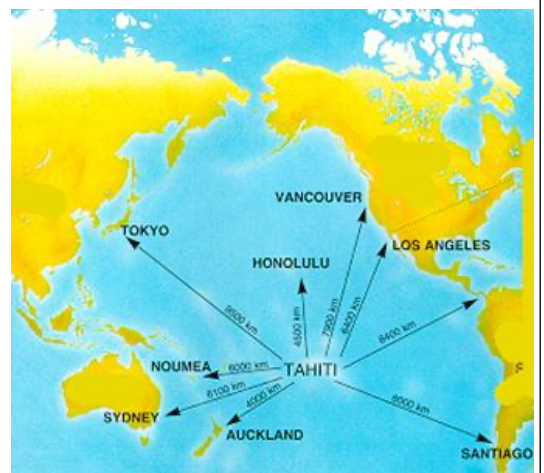 VANCOUVER
TOKYO
LOS ANGELES
HONOLULU
9500 km
4500 km
7900 km
6400 km
8400 km
NOUMEA
6000 km
TAHITI
6100 km
4000 km
8000 km
SYDNEY
AUCKLAND
SANTIAGO